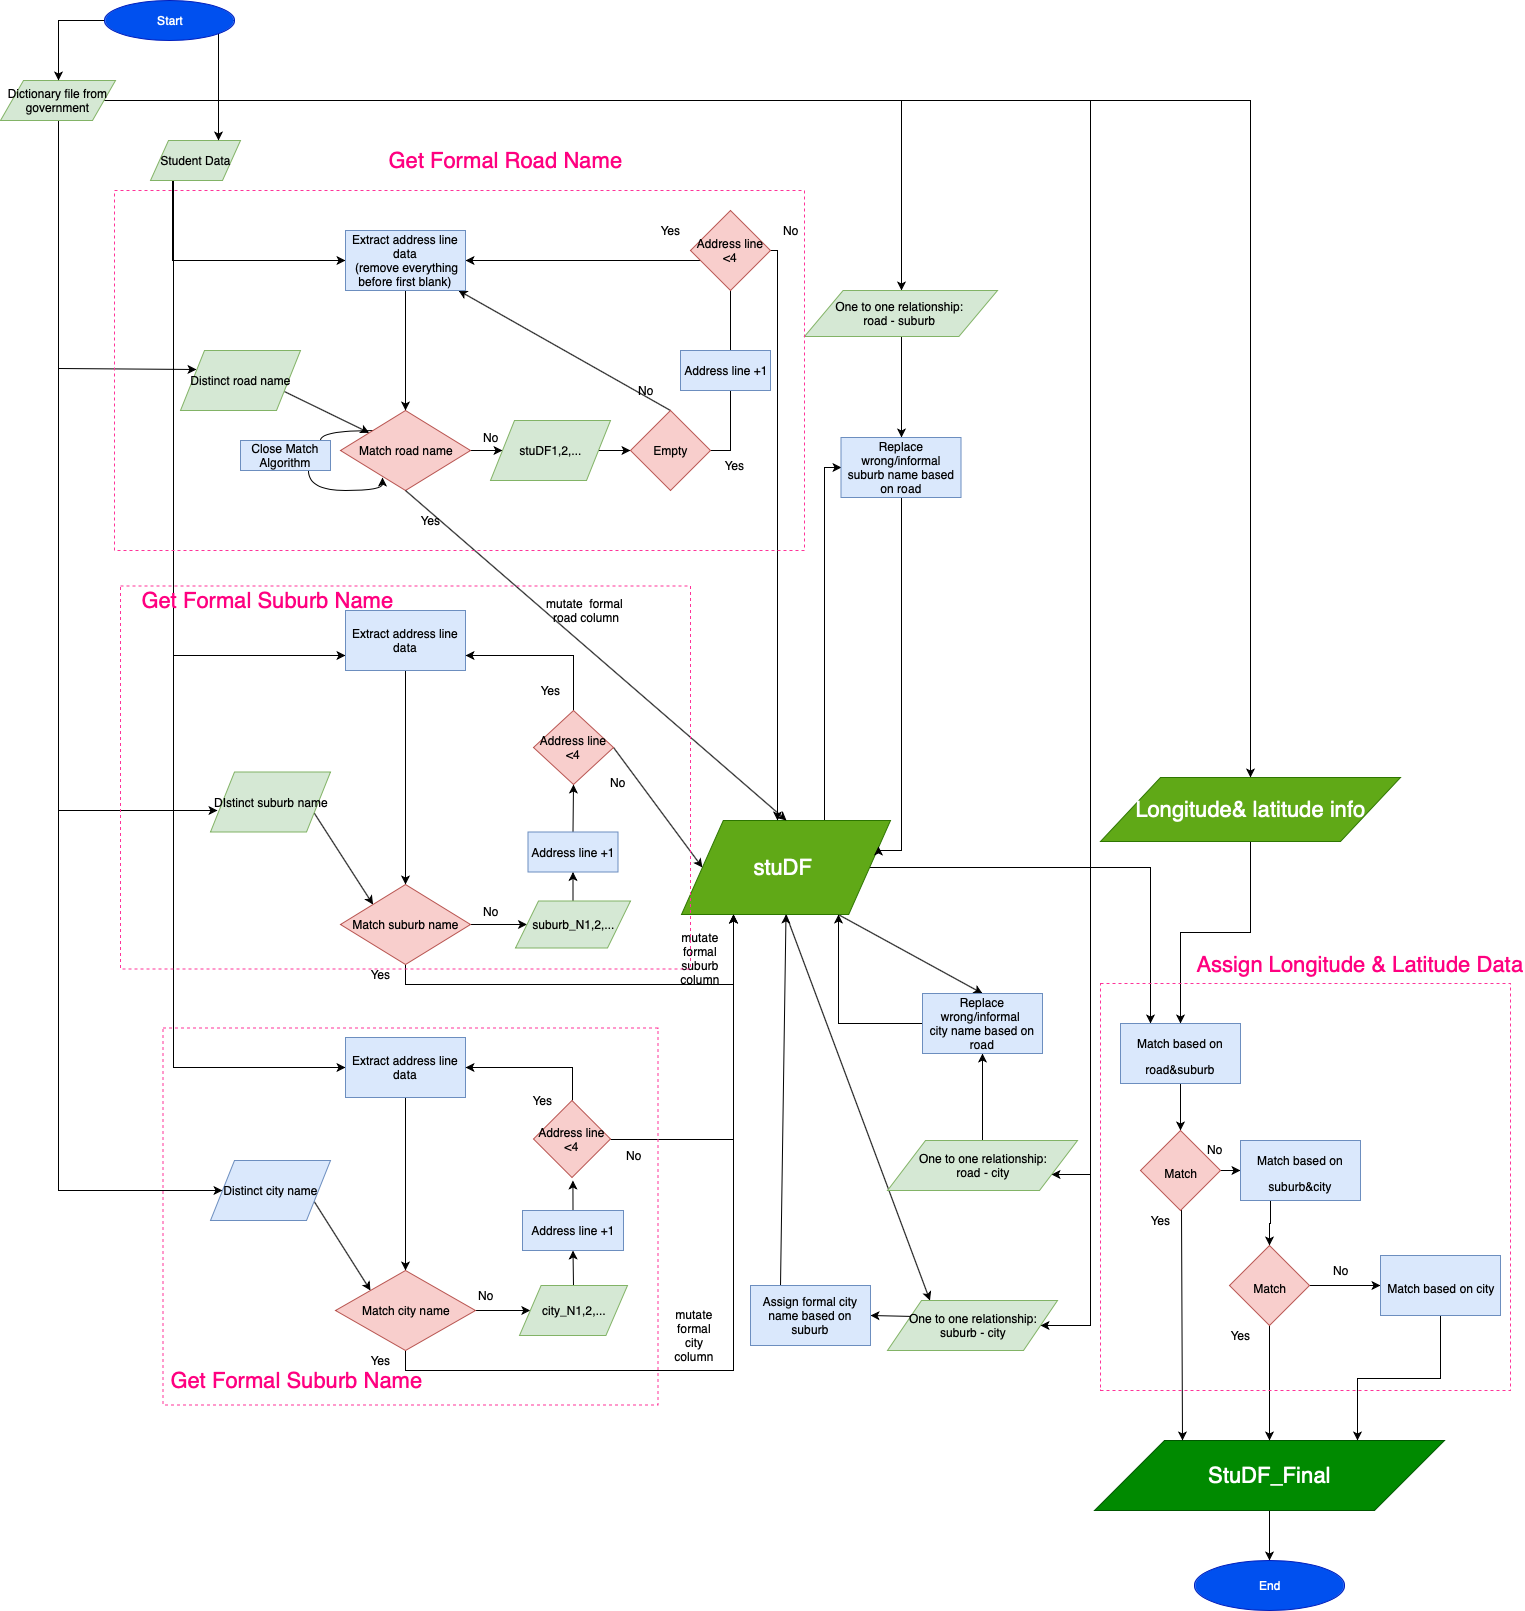 Start
Dictionary file from
government
Student Data
Get Formal Road Name
Extract address line
data
(remove everything
before first blank)
Yes
Address line
<4
No
One to one relationship:
road - suburb
Distinct road name
Address line +1
No
Close Match
Algorithm
Match road name
No
stuDF1,2,...
Empty
Yes
Replace
wrong/informal
suburb name based
on road
Yes
Get Formal Suburb Name
mutate formal
road column
Extract address line
data
Yes
Address line
<4
No
DIstinct suburb name
Address line +1
Longitude& latitude info
stuDF
Match suburb name
No
suburb_N1,2,...
Yes
mutate
formal
suburb
column
Assign Longitude & Latitude Data
Replace
wrong/informal
city name based on
road
Match based on
road&suburb
Extract address line
data
Yes
Address line
<4
No
One to one relationship:
road - city
Match
No
Match based on
suburb&city
Yes
Distinct city name
Address line +1
Match city name
No
city_N1,2,...
Yes
mutate
formal
city
column
Assign formal city
name based on
suburb
One to one relationship:
suburb - city
Match
No
Match based on city
Yes
Get Formal Suburb Name
StuDF_Final
End